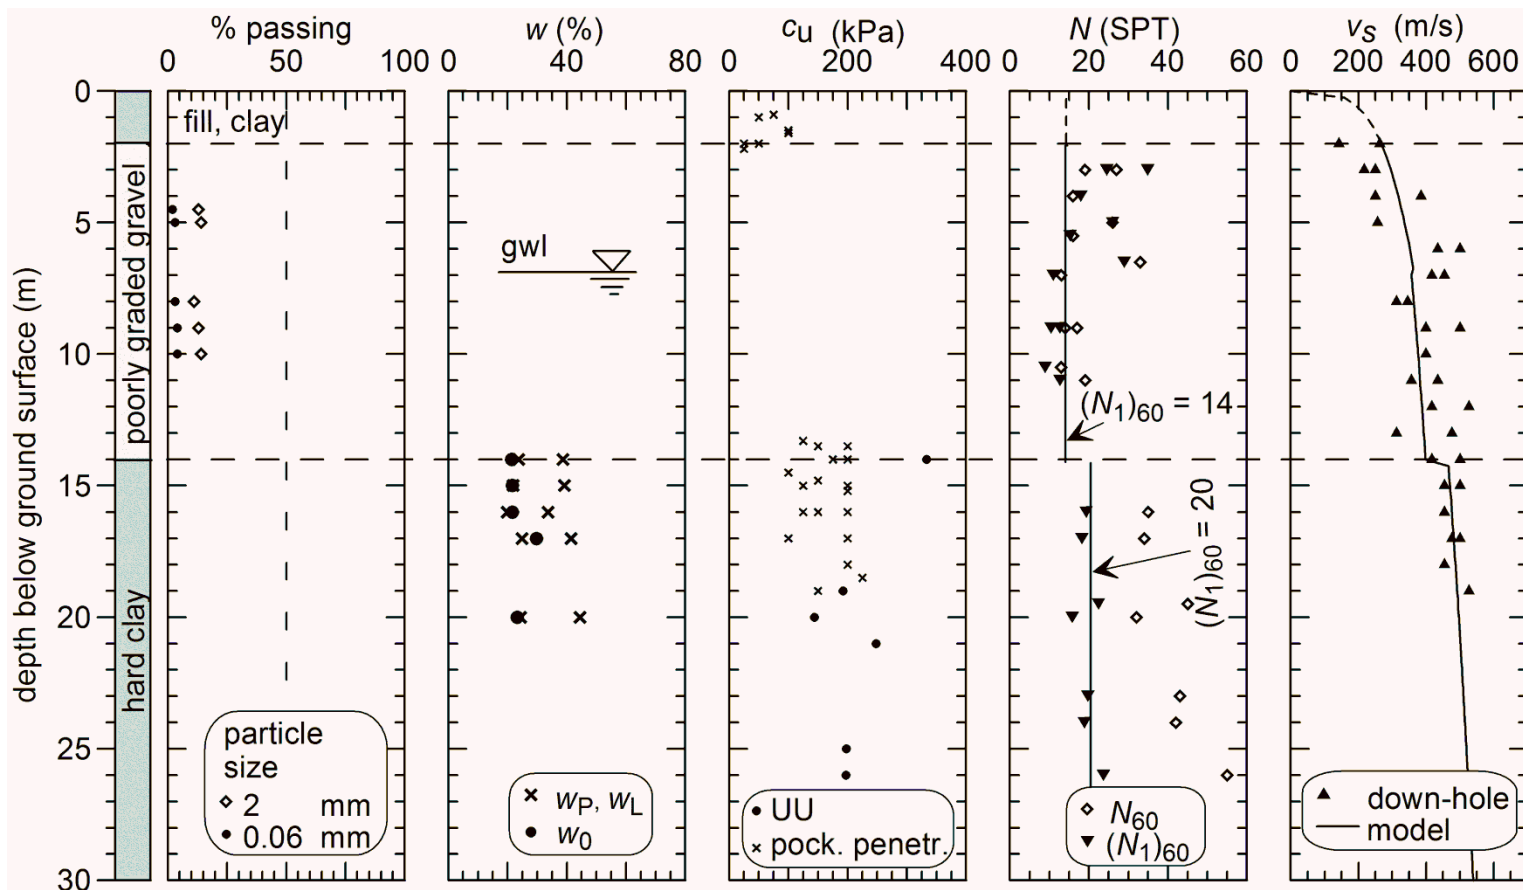 % passing
w (%)
cu (kPa)
N (SPT)
vs (m/s)
0 50 100
0 40 80
0 200 400
0 20 40 60
0 200 400 600
depth below ground surface (m)
0
5
10
15
20
25
30
fill, clay
poorly graded gravel
hard clay
gwl
(N1)60 = 14
(N1)60 = 20
particle
size
2 mm
0.06 mm
wP, wL
w0
UU
pock. penetr.
N60
(N1)60
down-hole
model